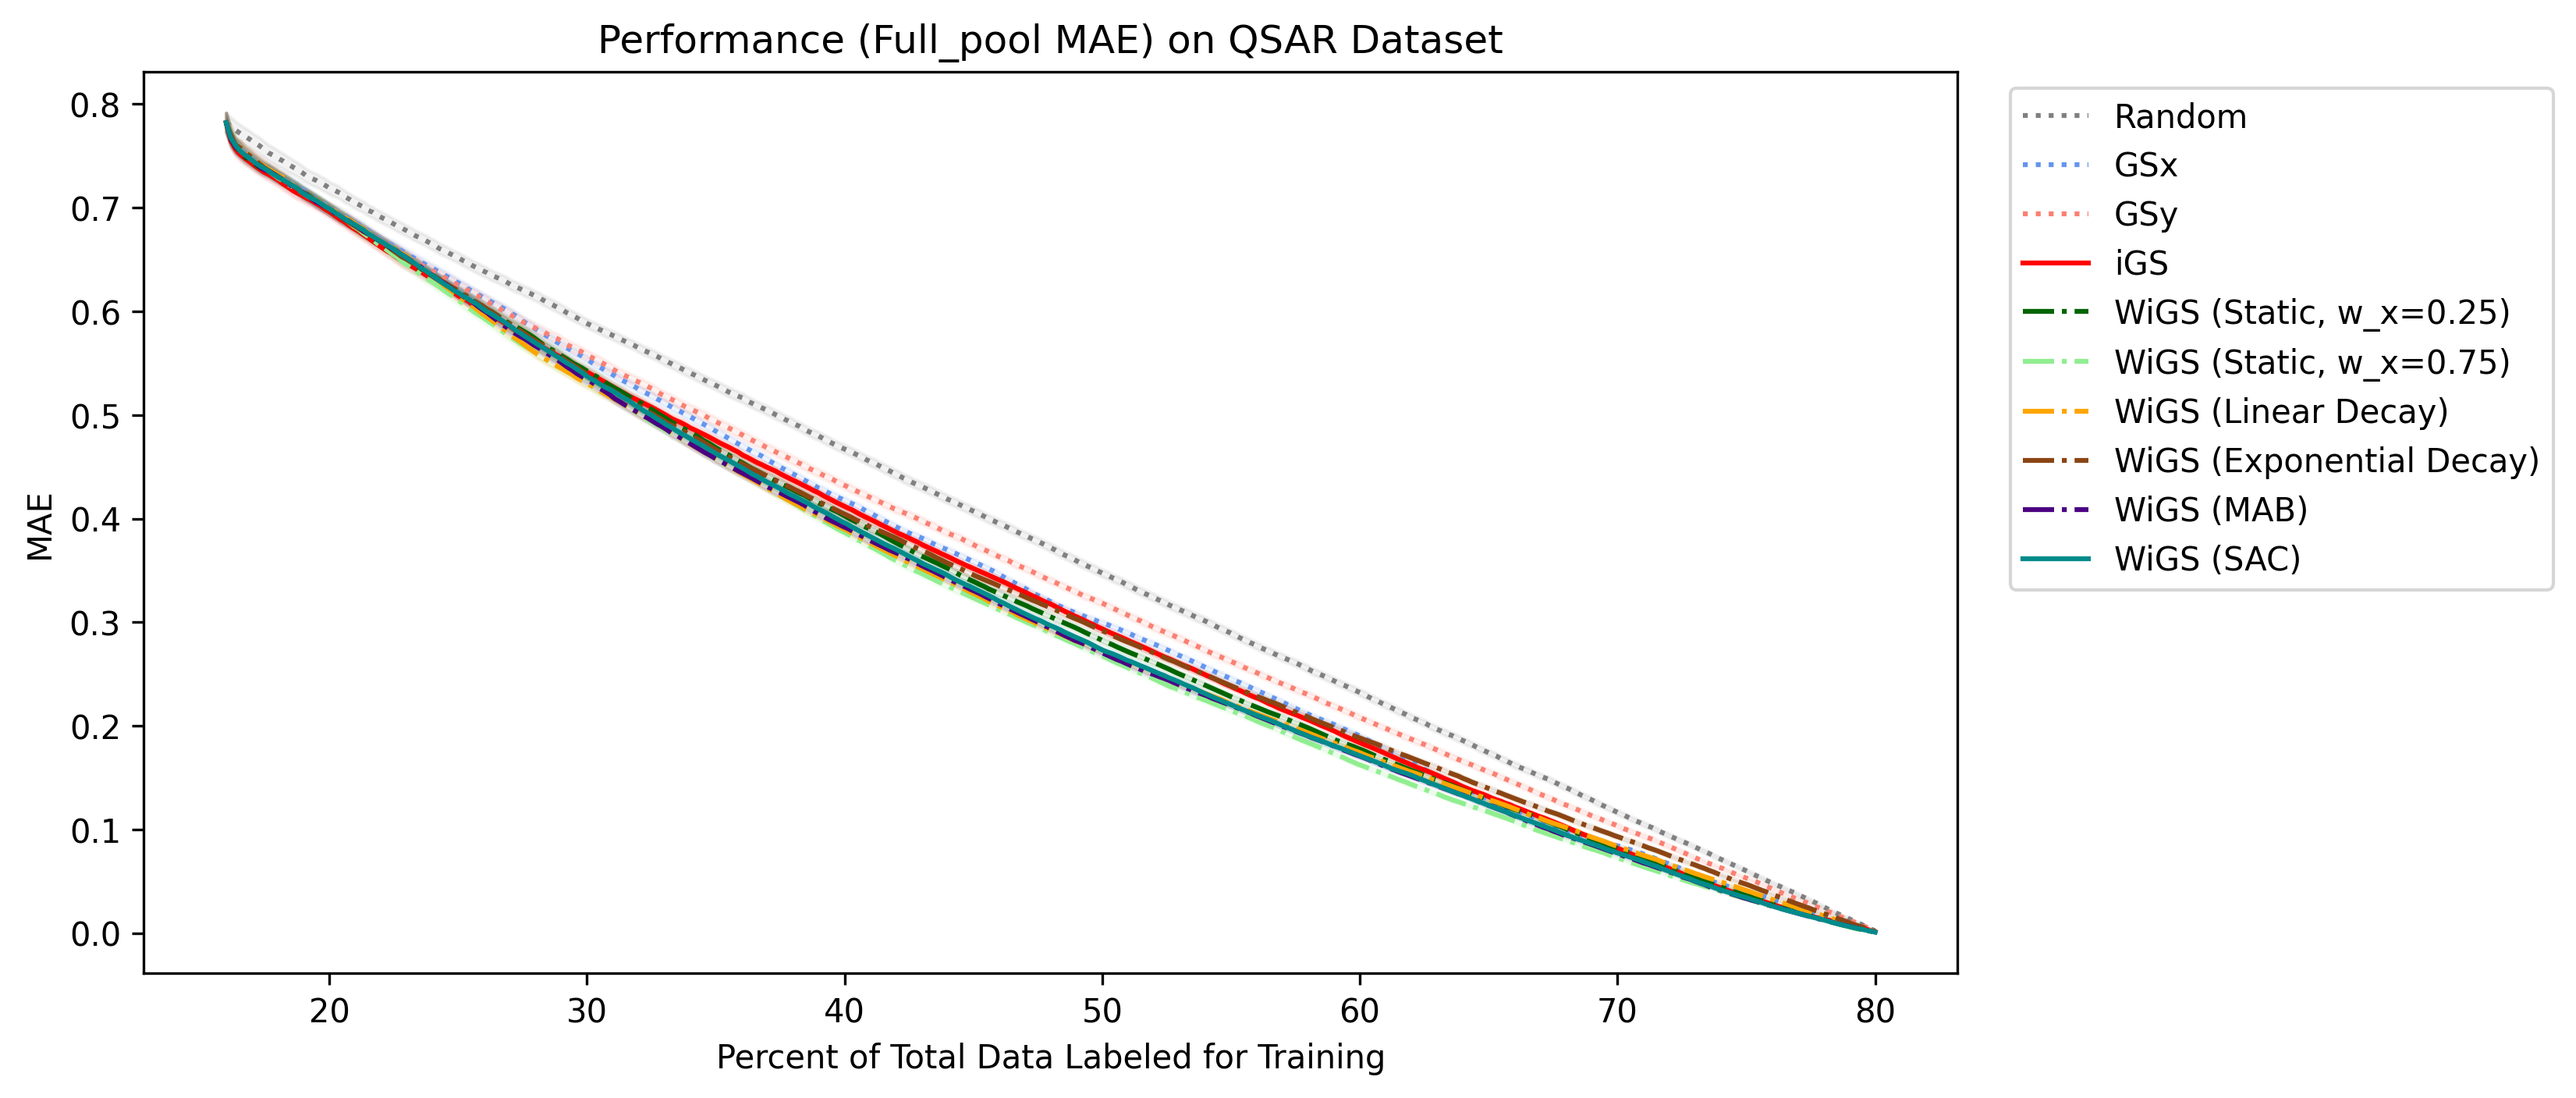 Performance (Full_pool MAE) on QSAR Dataset
MAE
0.8
0.7
0.6
0.5
0.4
0.3
0.2
0.1
0.0
20
30
40
50
60
70
80
Percent of Total Data Labeled for Training
Random
GSx
GSy
iGS
WiGS (Static, w_x=0.25)
WiGS (Static, w_x=0.75)
WiGS (Linear Decay)
WiGS (Exponential Decay)
WiGS (MAB)
WiGS (SAC)